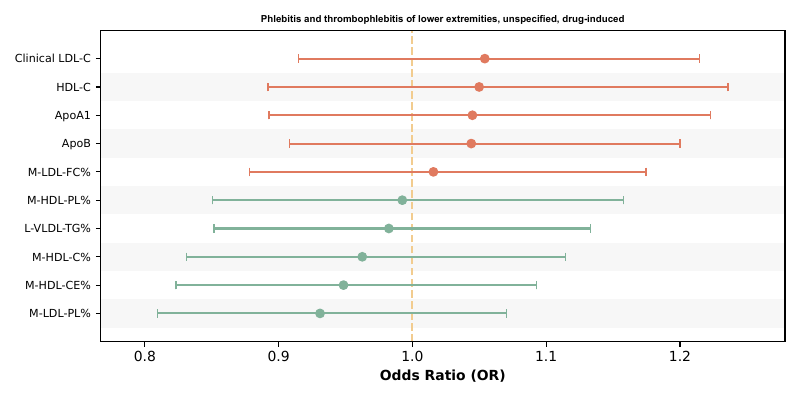 Phlebitis and thrombophlebitis of lower extremities, unspecified, drug-induced
Clinical LDL-C
HDL-C
ApoA1
ApoB
M-LDL-FC%
M-HDL-PL%
L-VLDL-TG%
M-HDL-C%
M-HDL-CE%
M-LDL-PL%
0.8 0.9 1.0 1.1 1.2
Odds Ratio (OR)